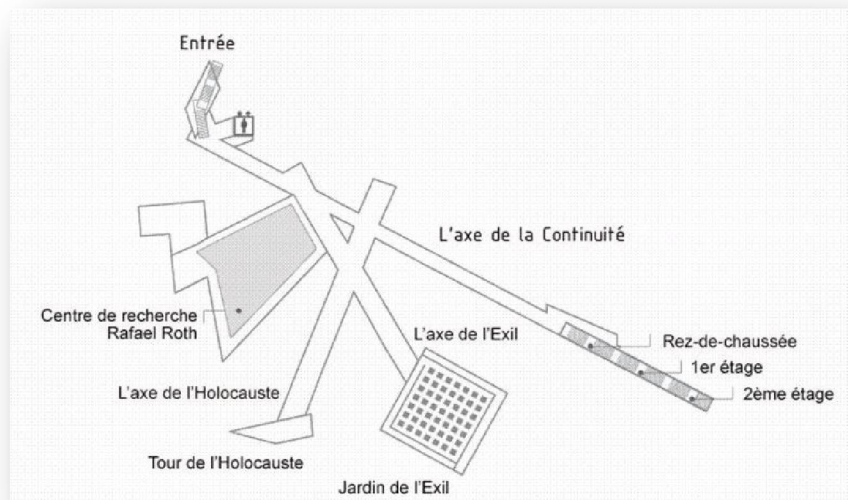 Entrée
L'axe de la Continuité
Centre de recherche
Rafael Roth
L'axe de l'Exil
Rez-de-chaussée
1er étage
2ème étage
L'axe de l'Holocauste
Tour de l'Holocauste
Jardin de l'Exil